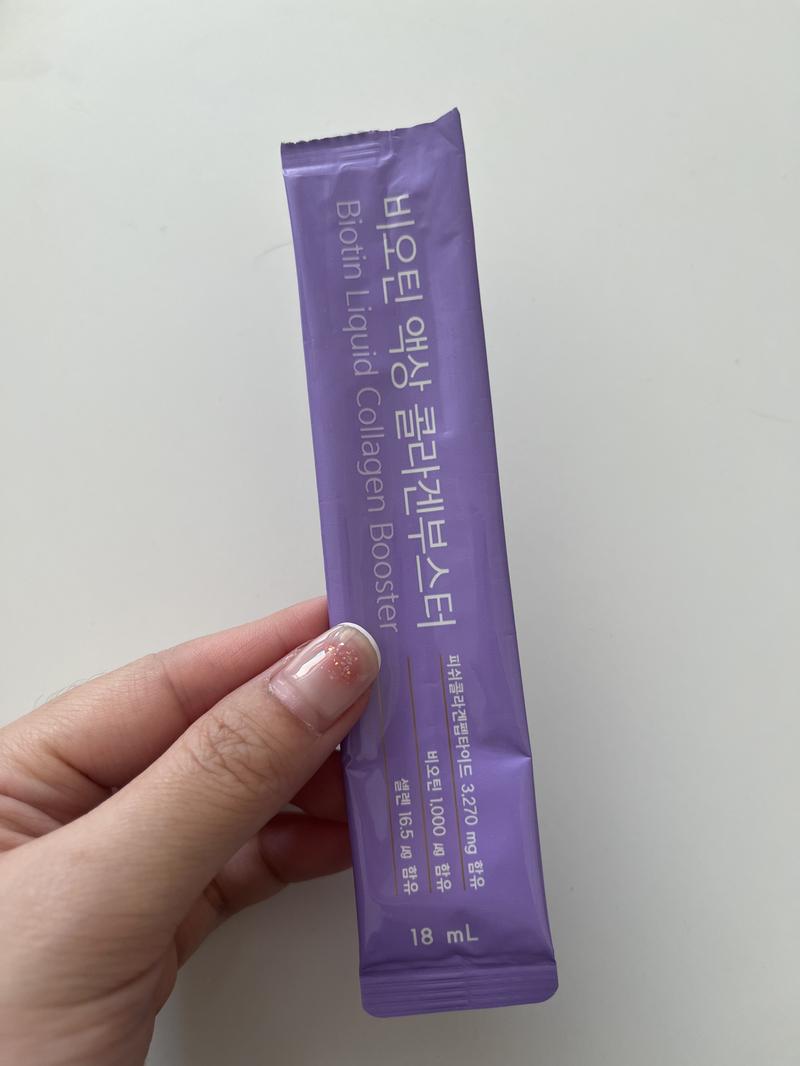 비오틴 액상 콜라겐부스터
Biotin Liquid Collagen Booster
피쉬콜라겐펩타이드 3,270 mg 함유
비오틴 1,000 ㎍ 함유
셀렌 16.5 ㎍ 함유
18 mL